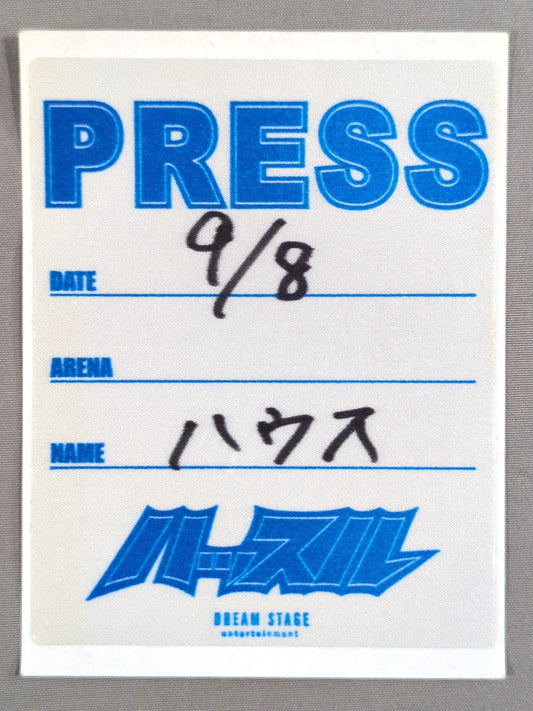 PRESS
DATE 9/8
ARENA
NAME ハウス
ハッスル
DREAM STAGE
entertainment